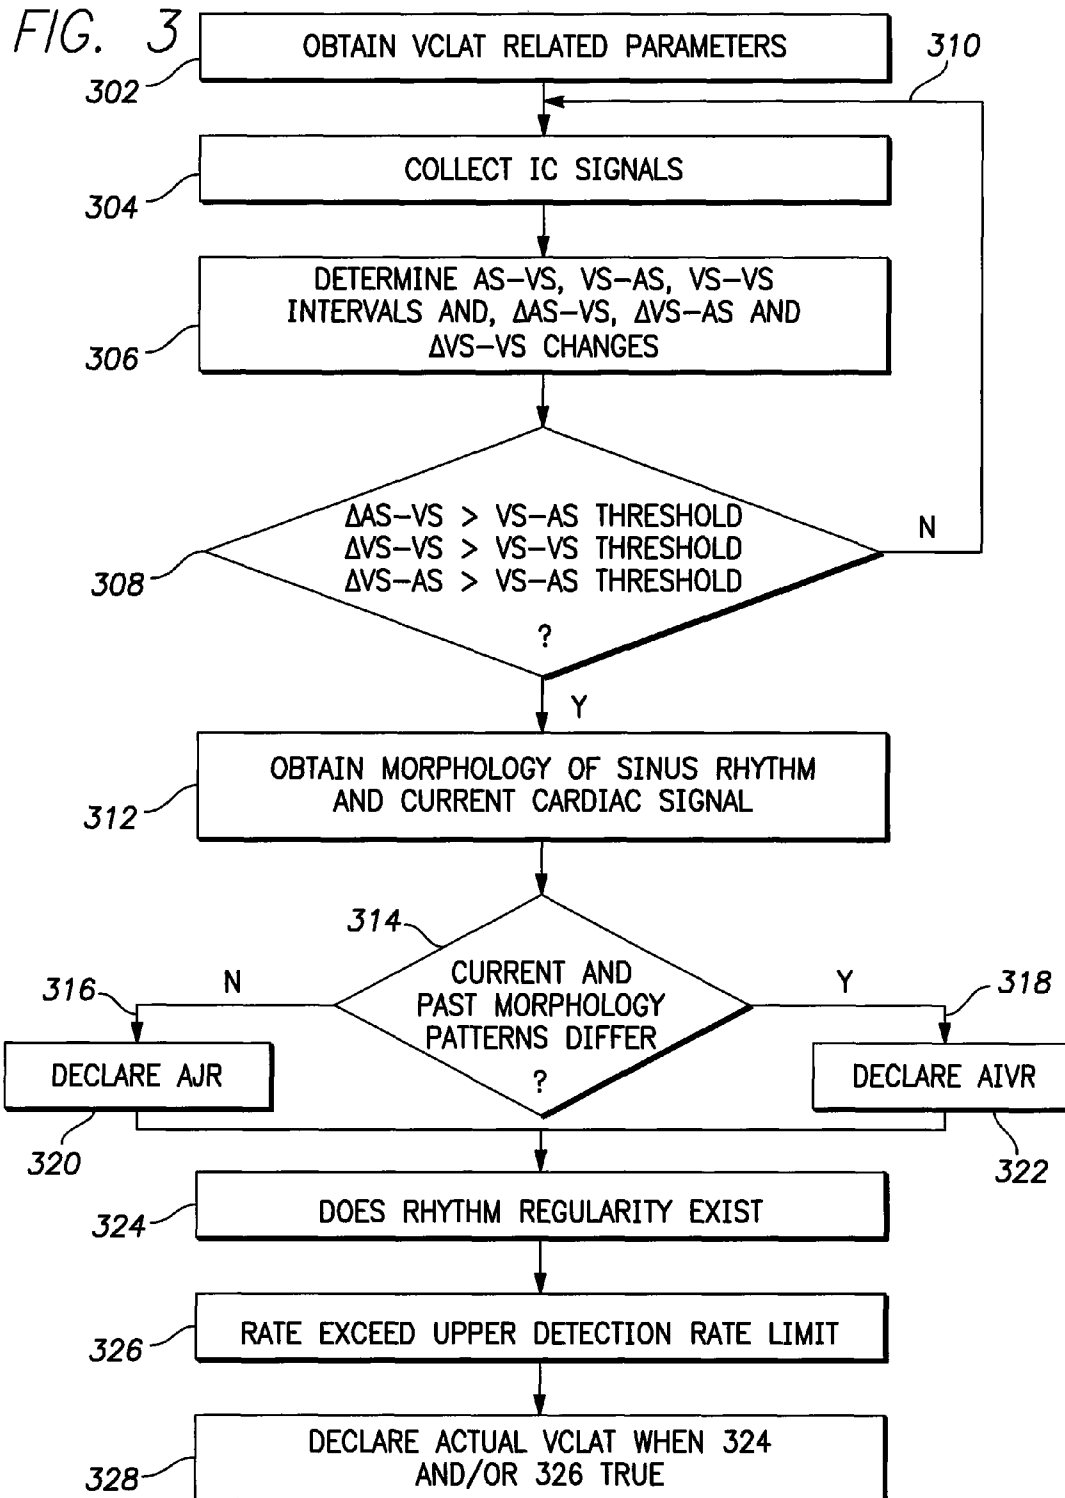 FIG. 3
OBTAIN VCLAT RELATED PARAMETERS
302
310
COLLECT IC SIGNALS
304
DETERMINE AS–VS, VS–AS, VS–VS
INTERVALS AND, ΔAS–VS, ΔVS–AS AND
ΔVS–VS CHANGES
306
ΔAS–VS > VS–AS THRESHOLD
ΔVS–VS > VS–VS THRESHOLD
ΔVS–AS > VS–AS THRESHOLD
?
308
N
Y
OBTAIN MORPHOLOGY OF SINUS RHYTHM
AND CURRENT CARDIAC SIGNAL
312
314
CURRENT AND
PAST MORPHOLOGY
PATTERNS DIFFER
?
N
Y
316
318
DECLARE AJR
DECLARE AIVR
320
322
DOES RHYTHM REGULARITY EXIST
324
RATE EXCEED UPPER DETECTION RATE LIMIT
326
DECLARE ACTUAL VCLAT WHEN 324
AND/OR 326 TRUE
328